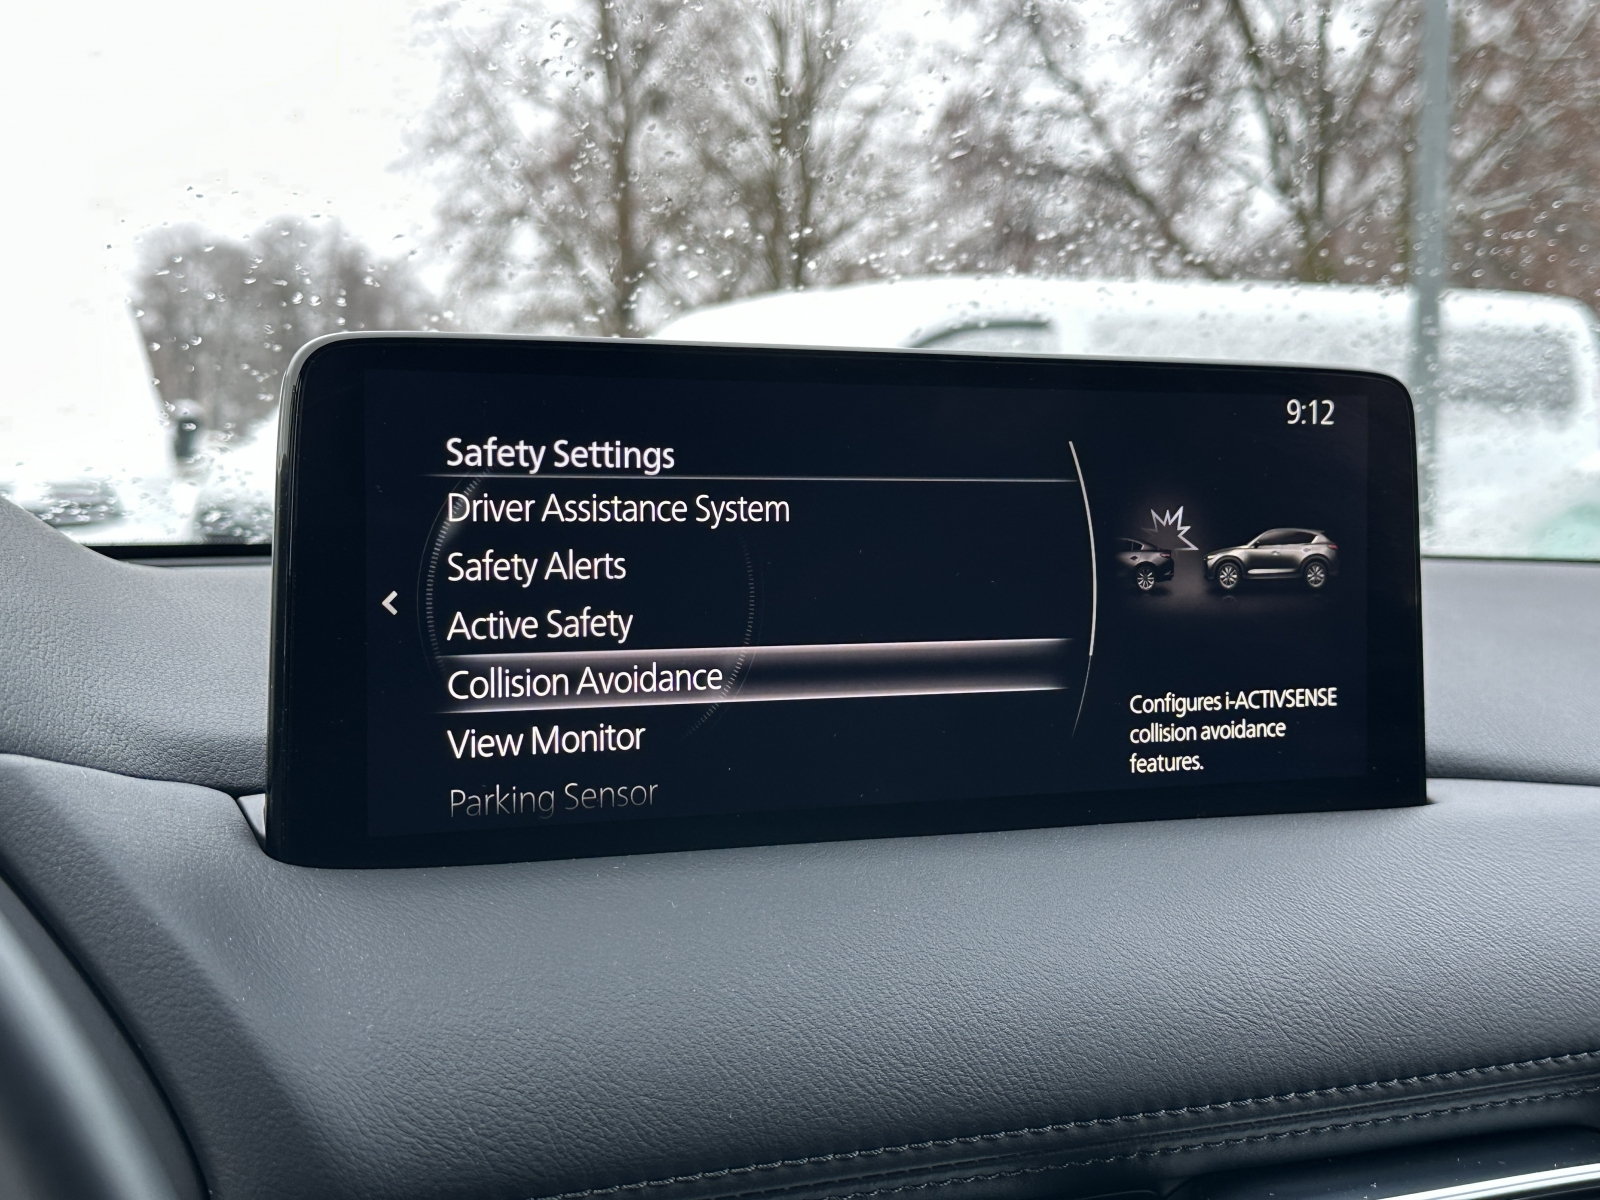 9:12
Safety Settings
Driver Assistance System
Safety Alerts
Active Safety
Collision Avoidance
View Monitor
Parking Sensor
Configures i-ACTIVSENSE
collision avoidance
features.